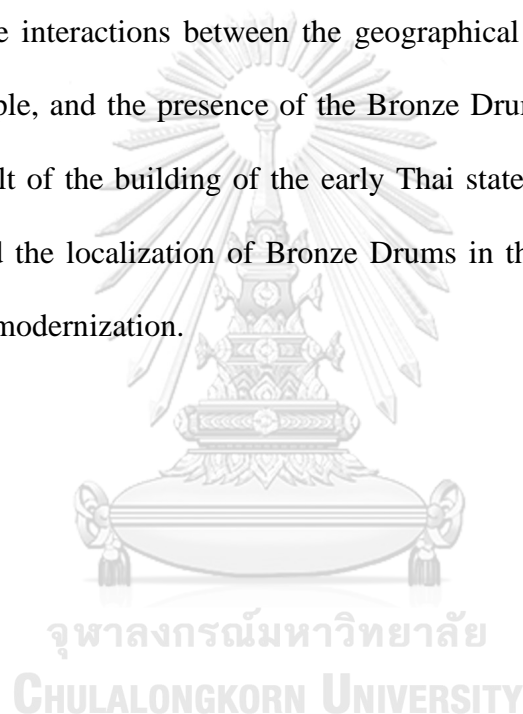 e interactions between the geographical
ble, and the presence of the Bronze Drum
lt of the building of the early Thai state
d the localization of Bronze Drums in th
modernization.
จุฬาลงกรณ์มหาวิทยาลัย
CHULALONGKORN UNIVERSITY